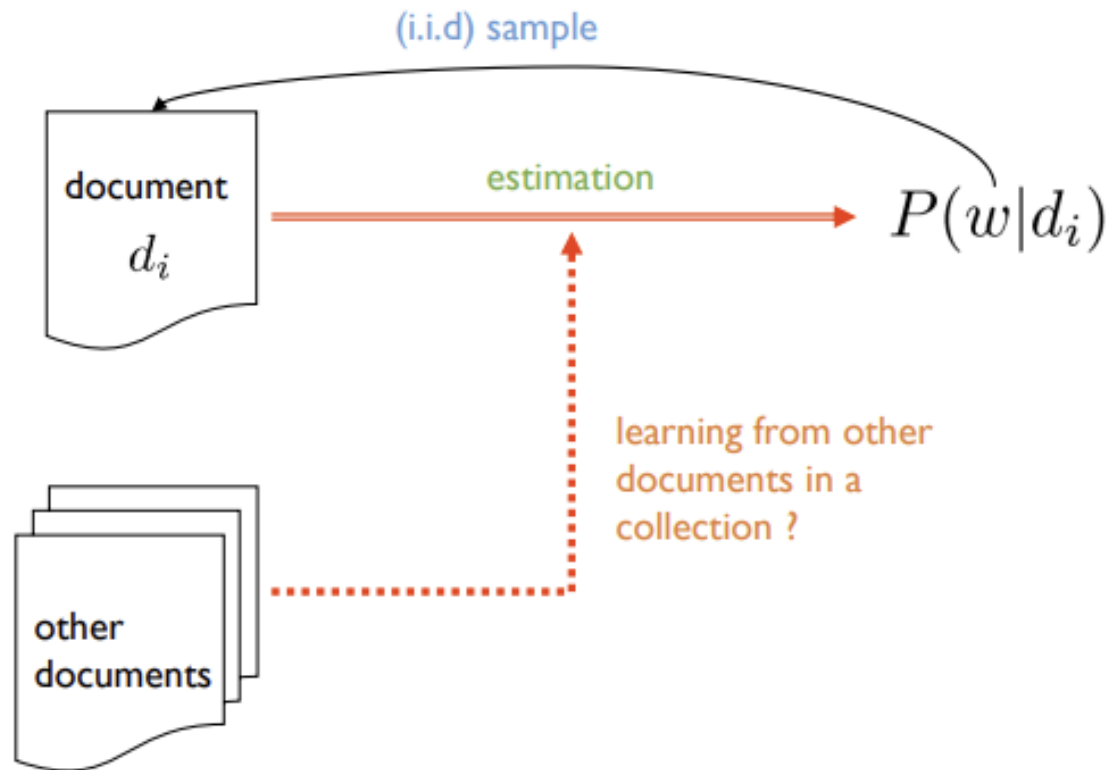 (i.i.d) sample
document
d_i
estimation
P(w|d_i)
learning from other
documents in a
collection ?
other
documents